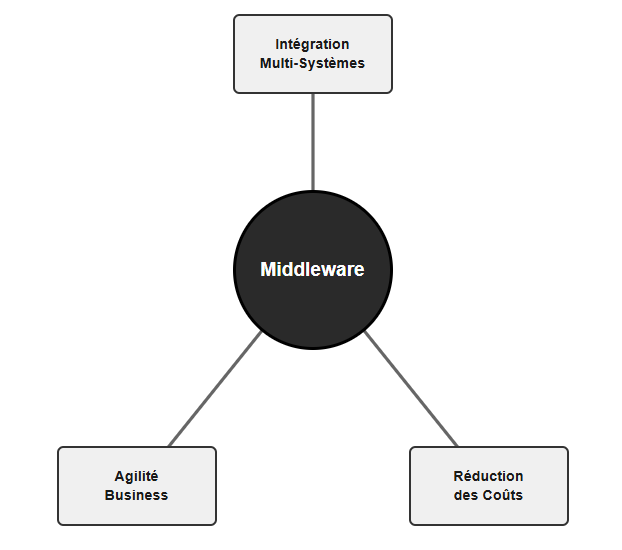 Intégration
Multi-Systèmes
Middleware
Agilité
Business
Réduction
des Coûts